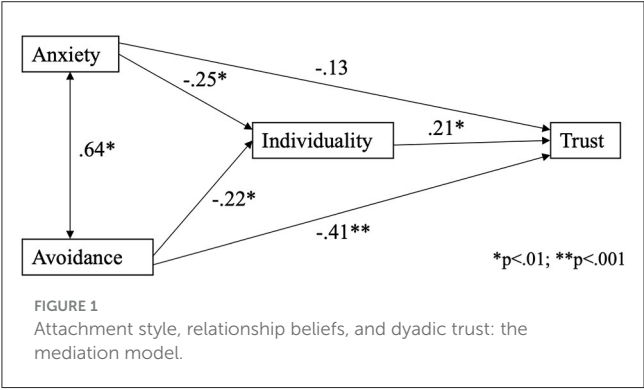 Anxiety
-.25*
-.13
.64*
Individuality
.21*
Trust
-.22*
-.41**
Avoidance
*p<.01; **p<.001
FIGURE 1
Attachment style, relationship beliefs, and dyadic trust: the
mediation model.